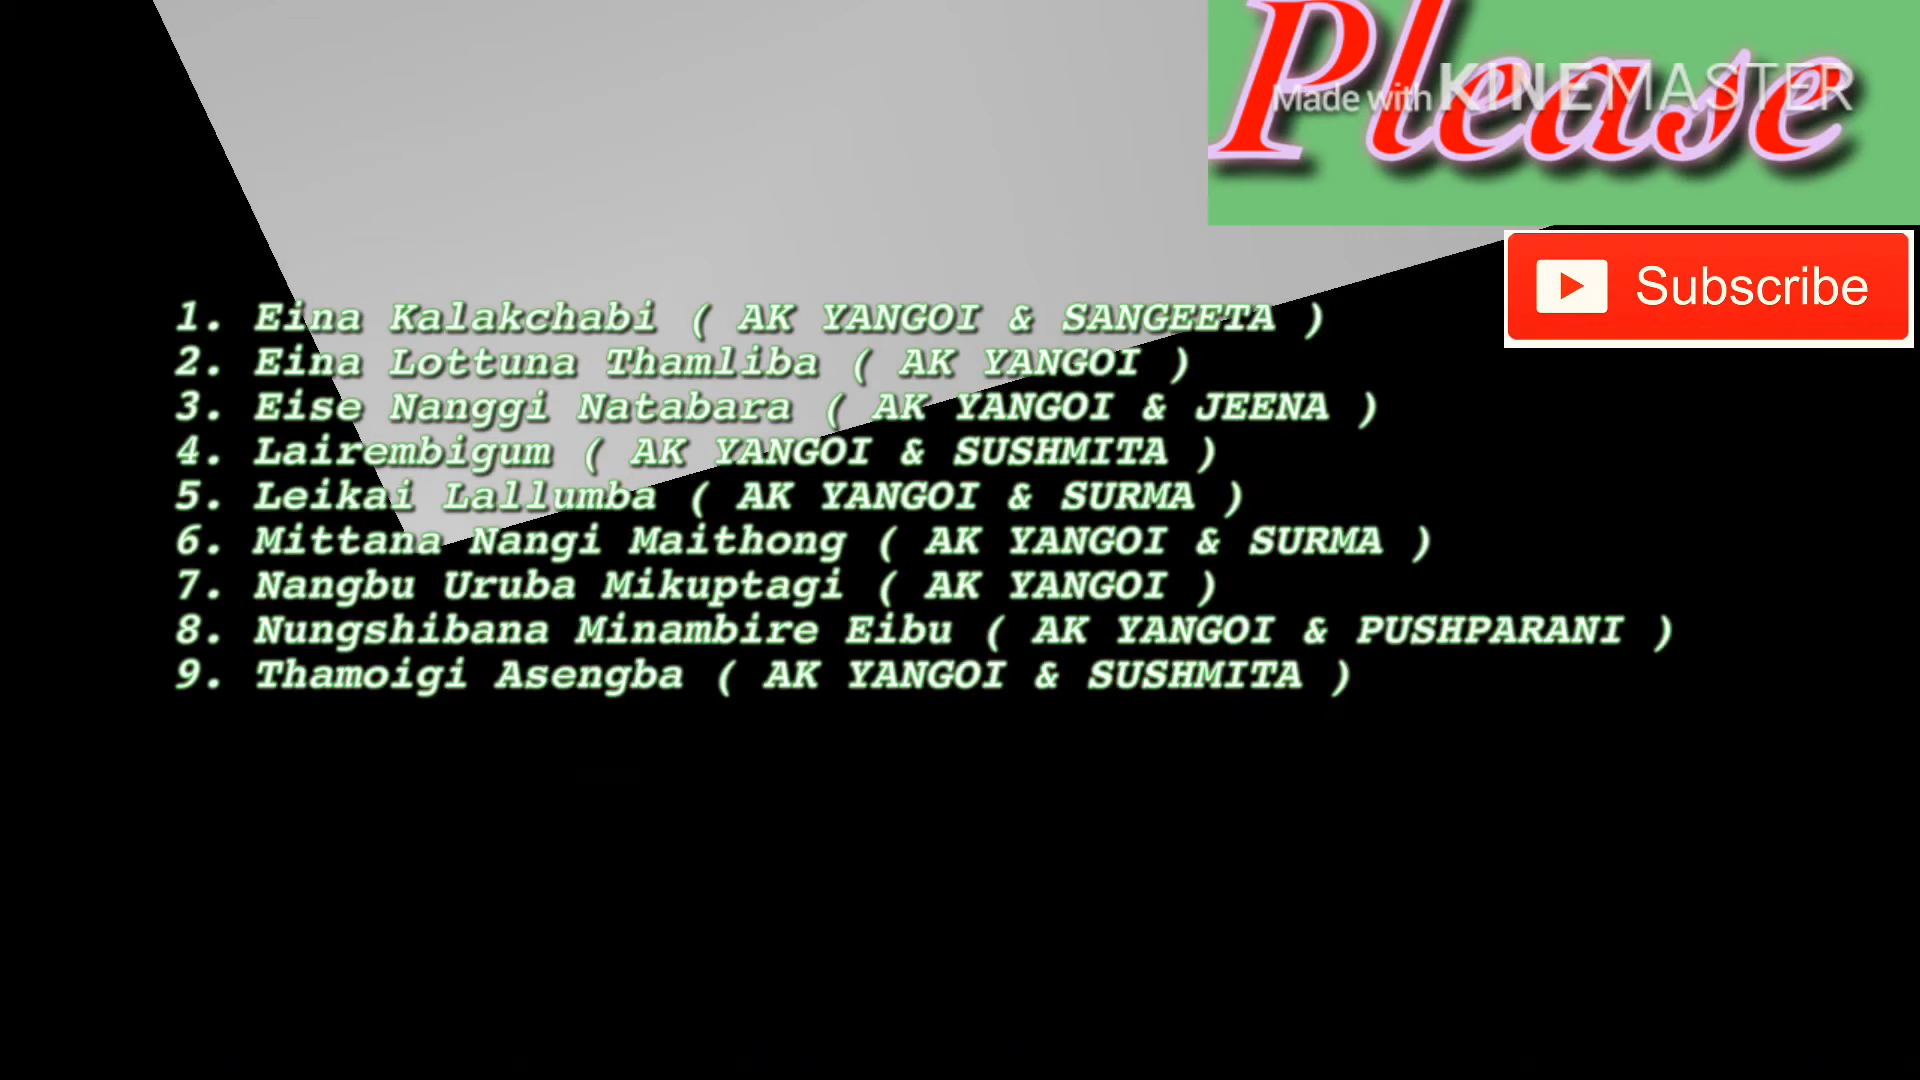 Please
Made with KINEMASTER
Subscribe
1. Eina Kalakchabi ( AK YANGOI & SANGEETA )
2. Eina Lottuna Thamliba ( AK YANGOI )
3. Eise Nanggi Natabara ( AK YANGOI & JEENA )
4. Lairembigum ( AK YANGOI & SUSHMITA )
5. Leikai Lallumba ( AK YANGOI & SURMA )
6. Mittana Nangi Maithong ( AK YANGOI & SURMA )
7. Nangbu Uruba Mikuptagi ( AK YANGOI )
8. Nungshibana Minambire Eibu ( AK YANGOI & PUSHPARANI )
9. Thamoigi Asengba ( AK YANGOI & SUSHMITA )